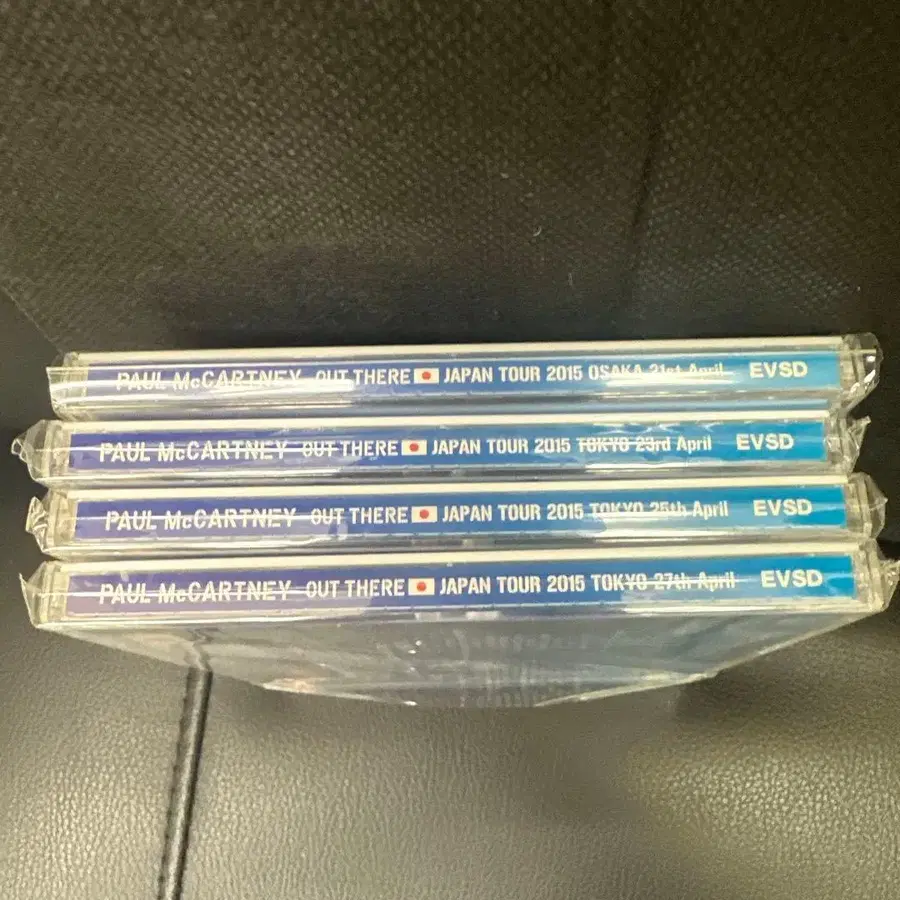 PAUL McCARTNEY OUT THERE JAPAN TOUR 2015 OSAKA 21st April EVSD
PAUL McCARTNEY OUT THERE JAPAN TOUR 2015 TOKYO 23rd April EVSD
PAUL McCARTNEY OUT THERE JAPAN TOUR 2015 TOKYO 25th April EVSD
PAUL McCARTNEY OUT THERE JAPAN TOUR 2015 TOKYO 27th April EVSD